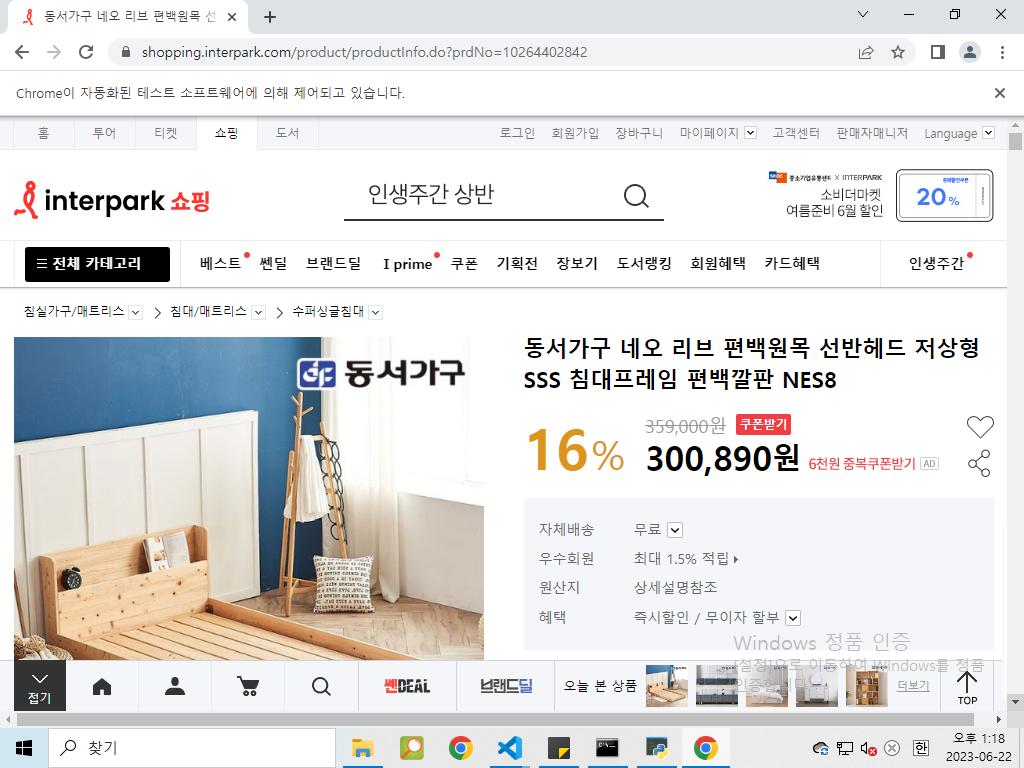 동서가구 네오 리브 편백원목 선
shopping.interpark.com/product/productInfo.do?prdNo=10264402842
Chrome이 자동화된 테스트 소프트웨어에 의해 제어되고 있습니다.
홈 투어 티켓 쇼핑 도서 로그인 회원가입 장바구니 마이페이지 고객센터 판매자매니저 Language
interpark 쇼핑
인생주간 상반
중소기업유통센터 X INTERPARK
소비더마켓
여름준비 6월 할인
20%
전체 카테고리 베스트 쎈딜 브랜드딜 I prime 쿠폰 기획전 장보기 도서랭킹 회원혜택 카드혜택 인생주간
침실가구/매트리스 침대/매트리스 수퍼싱글침대
동서가구
동서가구 네오 리브 편백원목 선반헤드 저상형
SSS 침대프레임 편백깔판 NES8
16%
359,000원 쿠폰받기
300,890원 6천원 중복쿠폰받기 AD
자체배송 무료
우수회원 최대 1.5% 적립
원산지 상세설명참조
혜택 즉시할인 / 무이자 할부
Windows 정품 인증
[설정]으로 이동하여 Windows를 정품
인증합니다.
접기
쎈DEAL
브랜드딜
오늘 본 상품
더보기
TOP
찾기
한
오후 1:18
2023-06-22